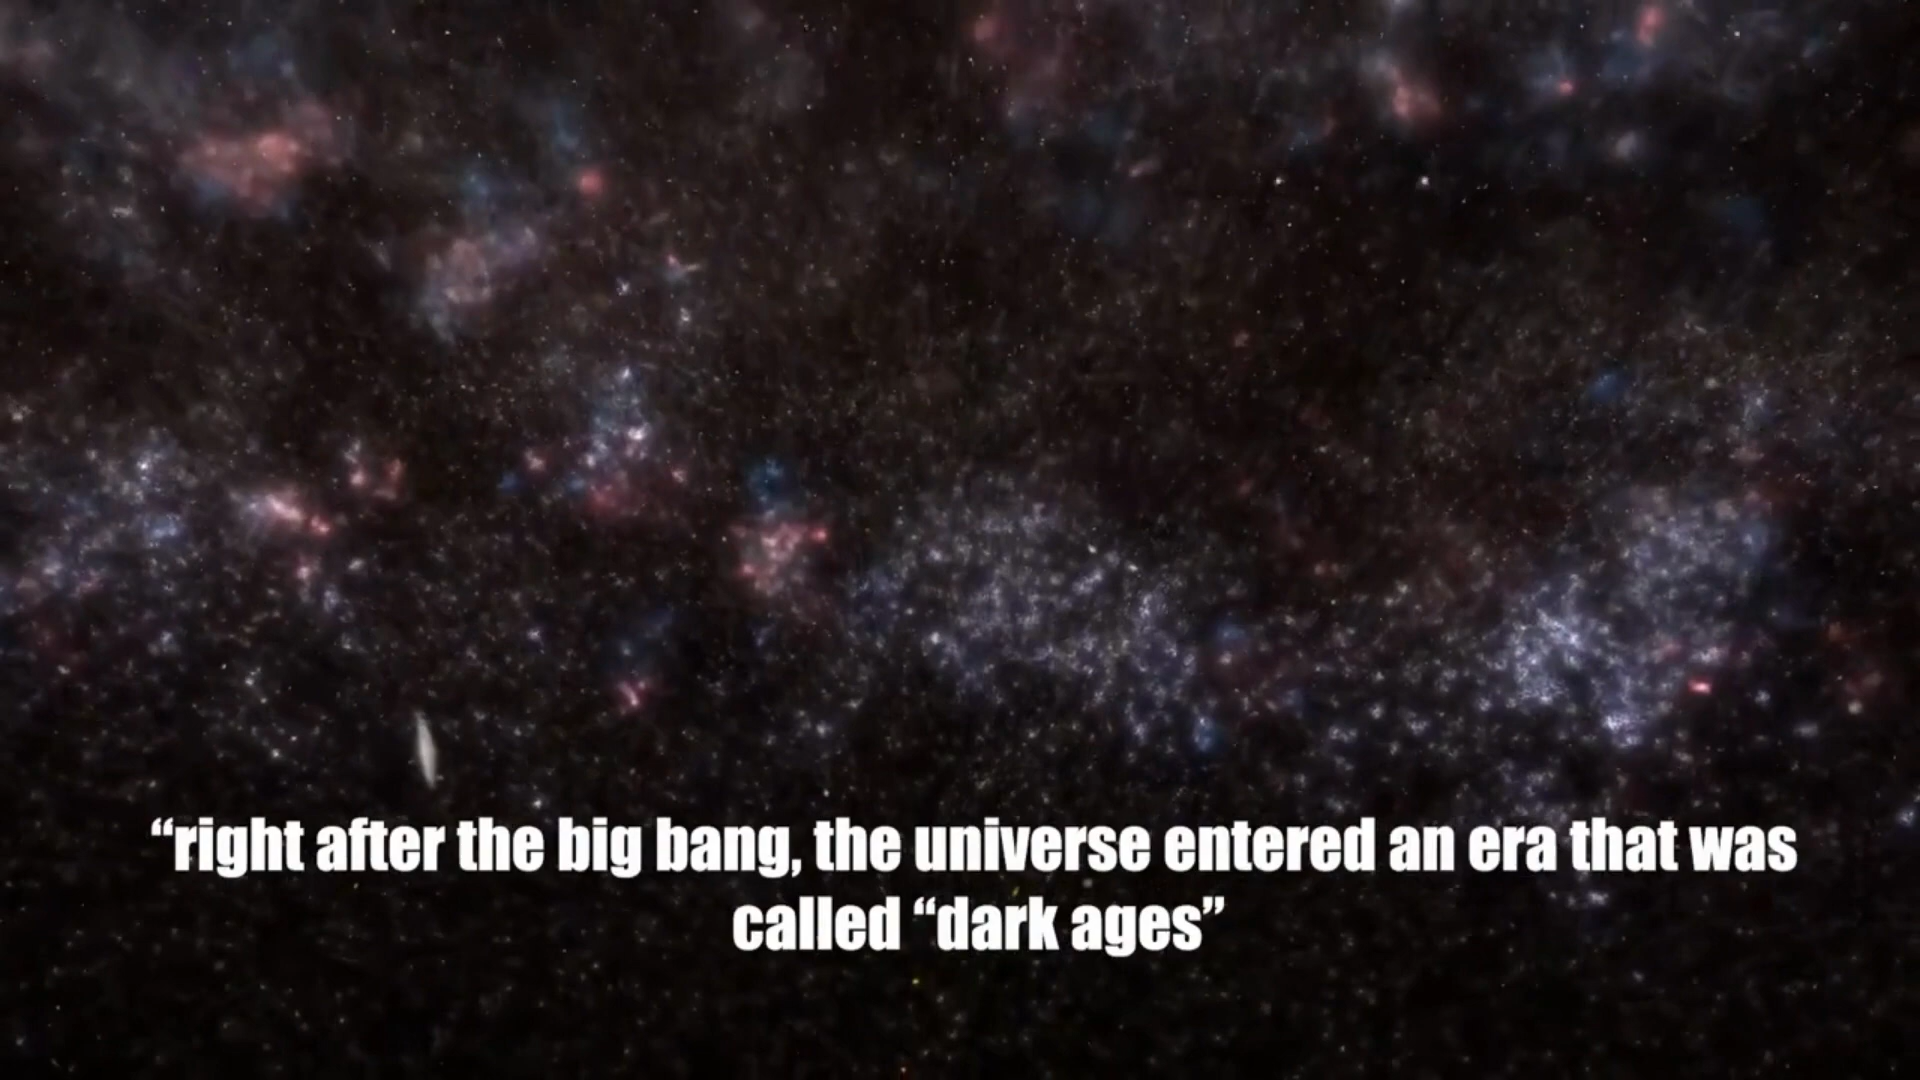 “right after the big bang, the universe entered an era that was
called “dark ages”